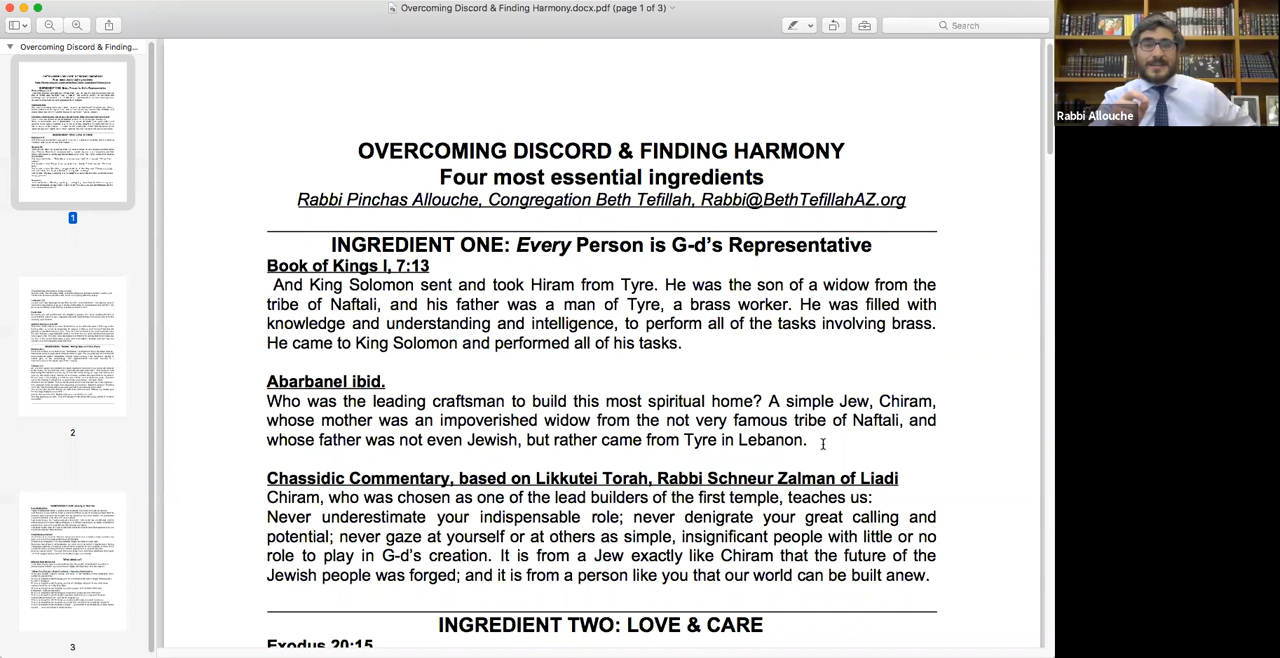 Overcoming Discord & Finding Harmony.docx.pdf (page 1 of 3)
Search
Overcoming Discord & Finding...
1
2
3
OVERCOMING DISCORD & FINDING HARMONY
Four most essential ingredients
Rabbi Pinchas Allouche, Congregation Beth Tefillah, Rabbi@BethTefillahAZ.org
INGREDIENT ONE: Every Person is G-d's Representative
Book of Kings I, 7:13
And King Solomon sent and took Hiram from Tyre. He was the son of a widow from the
tribe of Naftali, and his father was a man of Tyre, a brass worker. He was filled with
knowledge and understanding and intelligence, to perform all of the tasks involving brass.
He came to King Solomon and performed all of his tasks.
Abarbanel ibid.
Who was the leading craftsman to build this most spiritual home? A simple Jew, Chiram,
whose mother was an impoverished widow from the not very famous tribe of Naftali, and
whose father was not even Jewish, but rather came from Tyre in Lebanon.
Chassidic Commentary, based on Likkutei Torah, Rabbi Schneur Zalman of Liadi
Chiram, who was chosen as one of the lead builders of the first temple, teaches us:
Never underestimate your indispensable role; never denigrate your great calling and
potential; never gaze at yourself or at others as simple, insignificant people with little or no
role to play in G-d's creation. It is from a Jew exactly like Chiram that the future of the
Jewish people was forged; and it is from a person like you that our world can be built anew.
INGREDIENT TWO: LOVE & CARE
Exodus 20:15
Rabbi Allouche